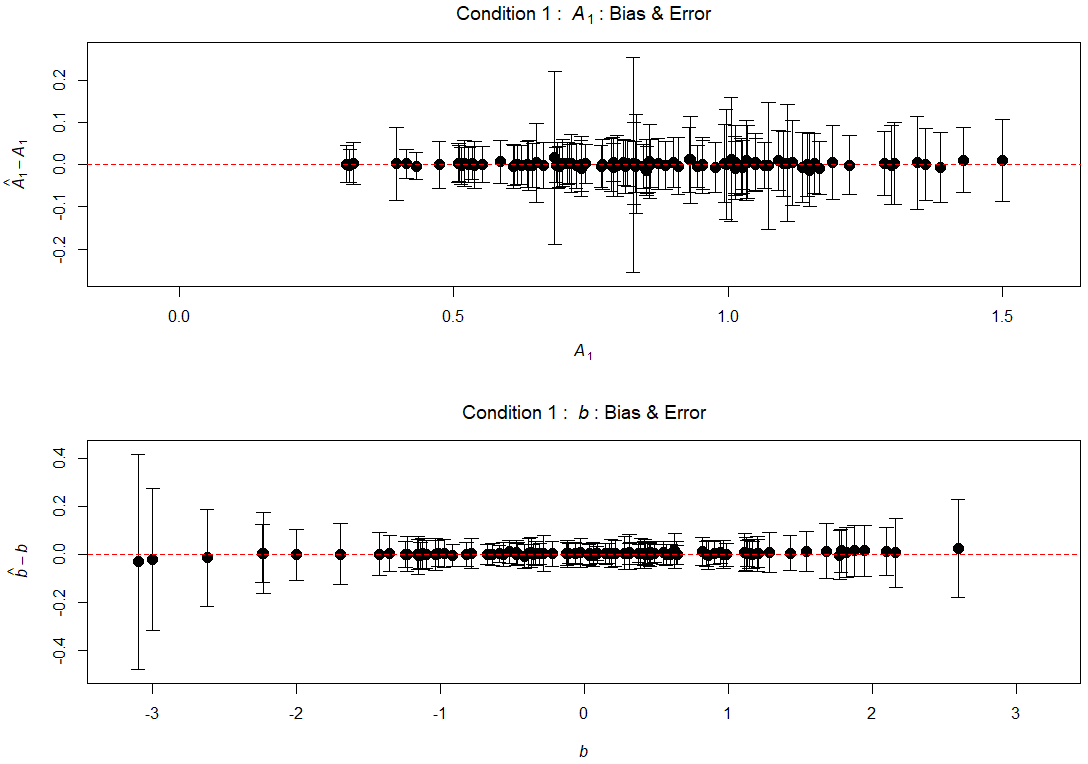 Condition 1 : A1 : Bias & Error
0.2
0.1
0.0
-0.1
-0.2
Â1 − A1
0.0 0.5 1.0 1.5
A1
Condition 1 : b : Bias & Error
0.4
0.2
0.0
-0.2
-0.4
b̂ − b
-3 -2 -1 0 1 2 3
b